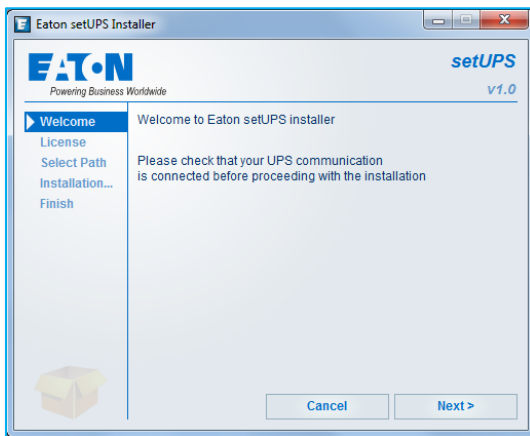 Eaton setUPS Installer
EATON
Powering Business Worldwide
setUPS
v1.0
Welcome
License
Select Path
Installation...
Finish
Welcome to Eaton setUPS installer
Please check that your UPS communication
is connected before proceeding with the installation
Cancel
Next >